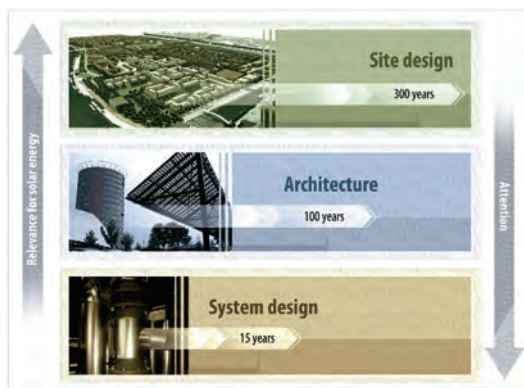 Relevance for solar energy
Site design
300 years
Architecture
100 years
System design
15 years
Attention